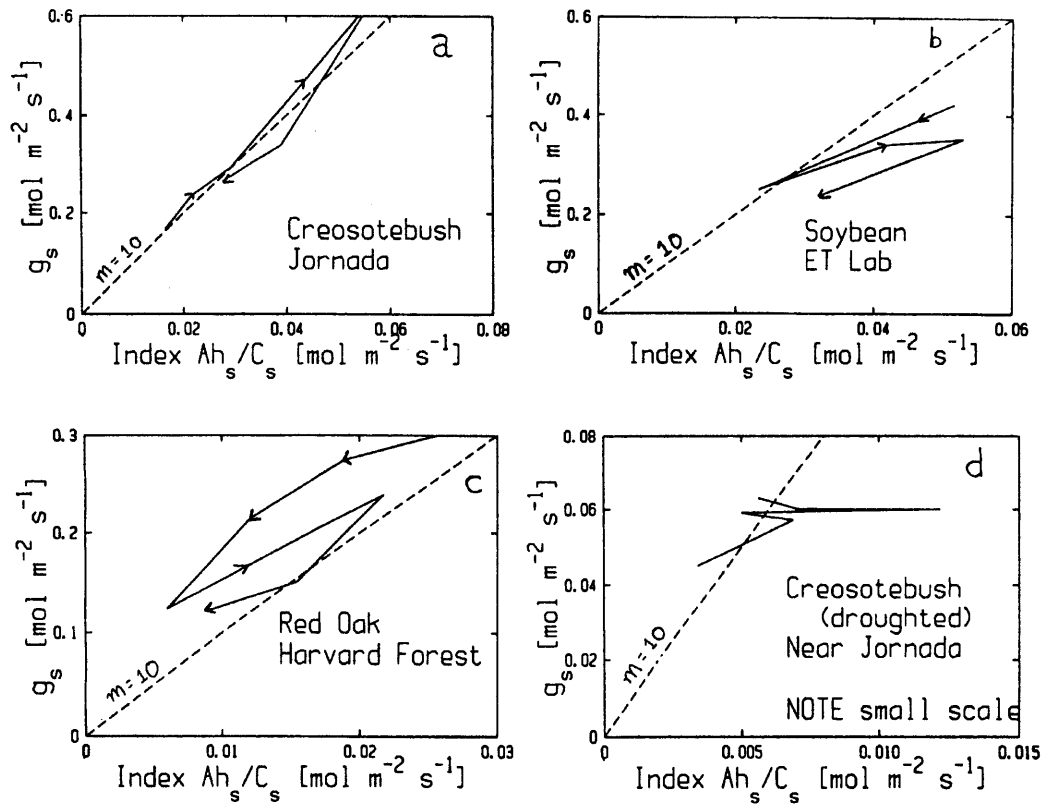 a
0.6
0.4
0.2
0
g_s [mol m⁻² s⁻¹]
m=10
Creosotebush
Jornada
0 0.02 0.04 0.06 0.08
Index Ah_s/C_s [mol m⁻² s⁻¹]
b
0.6
0.4
0.2
0
g_s [mol m⁻² s⁻¹]
m=10
Soybean
ET Lab
0 0.02 0.04 0.06
Index Ah_s/C_s [mol m⁻² s⁻¹]
c
0.3
0.2
0.1
0
g_s [mol m⁻² s⁻¹]
m=10
Red Oak
Harvard Forest
0 0.01 0.02 0.03
Index Ah_s/C_s [mol m⁻² s⁻¹]
d
0.08
0.06
0.04
0.02
0
g_s [mol m⁻² s⁻¹]
m=10
Creosotebush
(droughted)
Near Jornada
NOTE small scale
0 0.005 0.010 0.015
Index Ah_s/C_s [mol m⁻² s⁻¹]